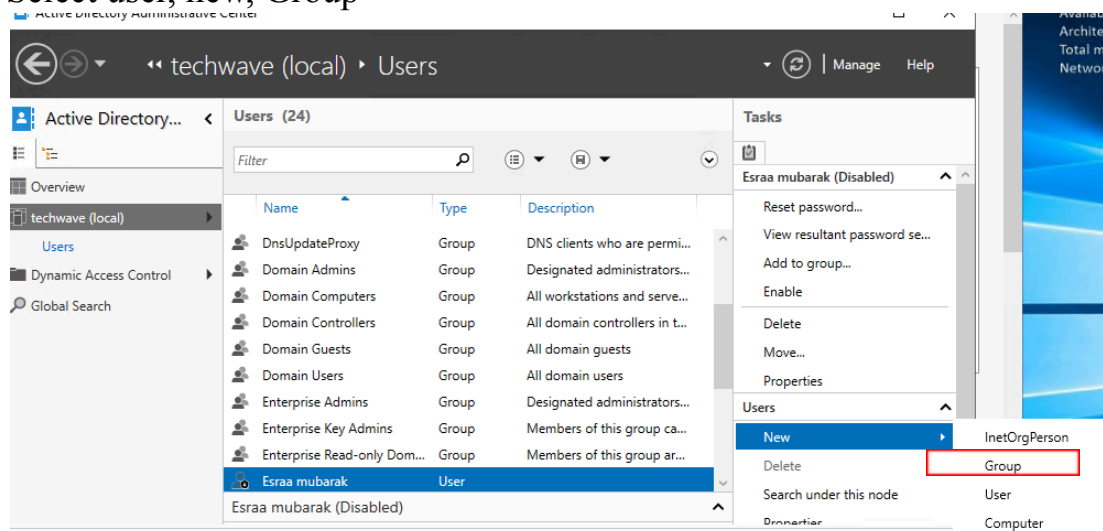 Select user, new, Group
Active Directory Administrative Center
techwave (local) Users
Manage Help
Active Directory...
Overview
techwave (local)
Users
Dynamic Access Control
Global Search
Users (24)
Filter
Name Type Description
DnsUpdateProxy Group DNS clients who are permi...
Domain Admins Group Designated administrators...
Domain Computers Group All workstations and serve...
Domain Controllers Group All domain controllers in t...
Domain Guests Group All domain guests
Domain Users Group All domain users
Enterprise Admins Group Designated administrators...
Enterprise Key Admins Group Members of this group ca...
Enterprise Read-only Dom... Group Members of this group ar...
Esraa mubarak User
Esraa mubarak (Disabled)
Tasks
Esraa mubarak (Disabled)
Reset password...
View resultant password se...
Add to group...
Enable
Delete
Move...
Properties
Users
New
Delete
Search under this node
Properties
InetOrgPerson
Group
User
Computer
Total m